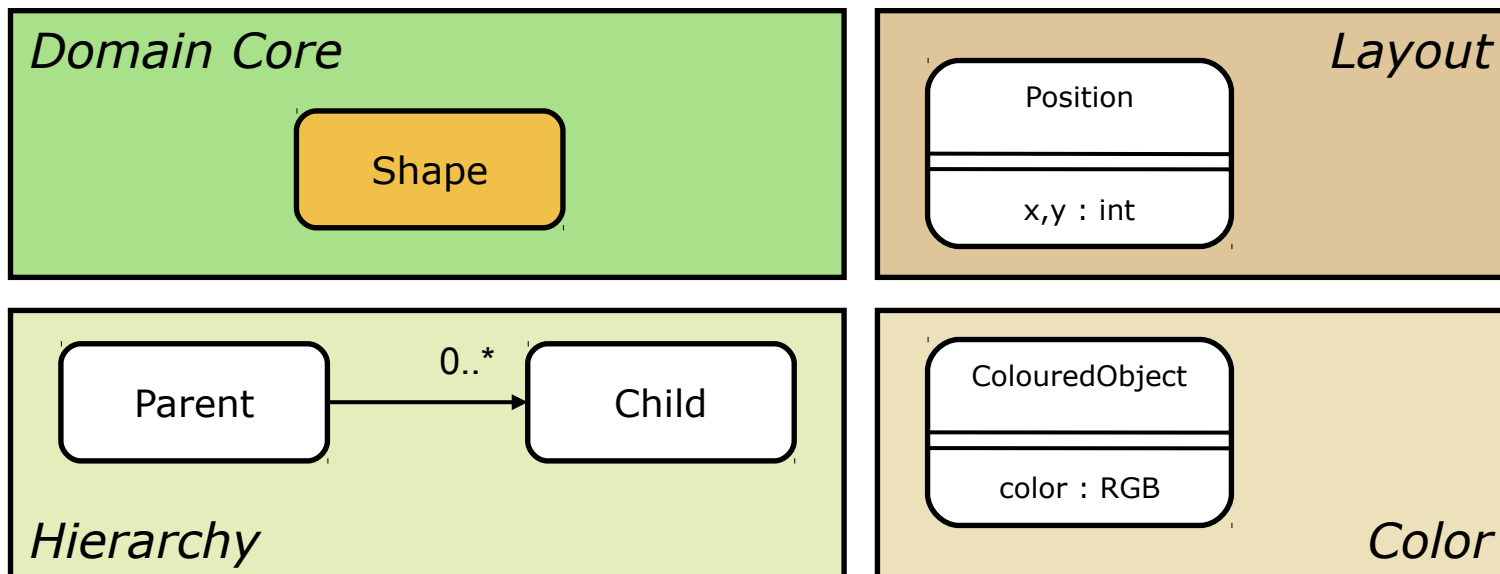 Domain Core
Shape
Layout
Position
x,y : int
Parent
0..*
Child
Hierarchy
ColouredObject
color : RGB
Color